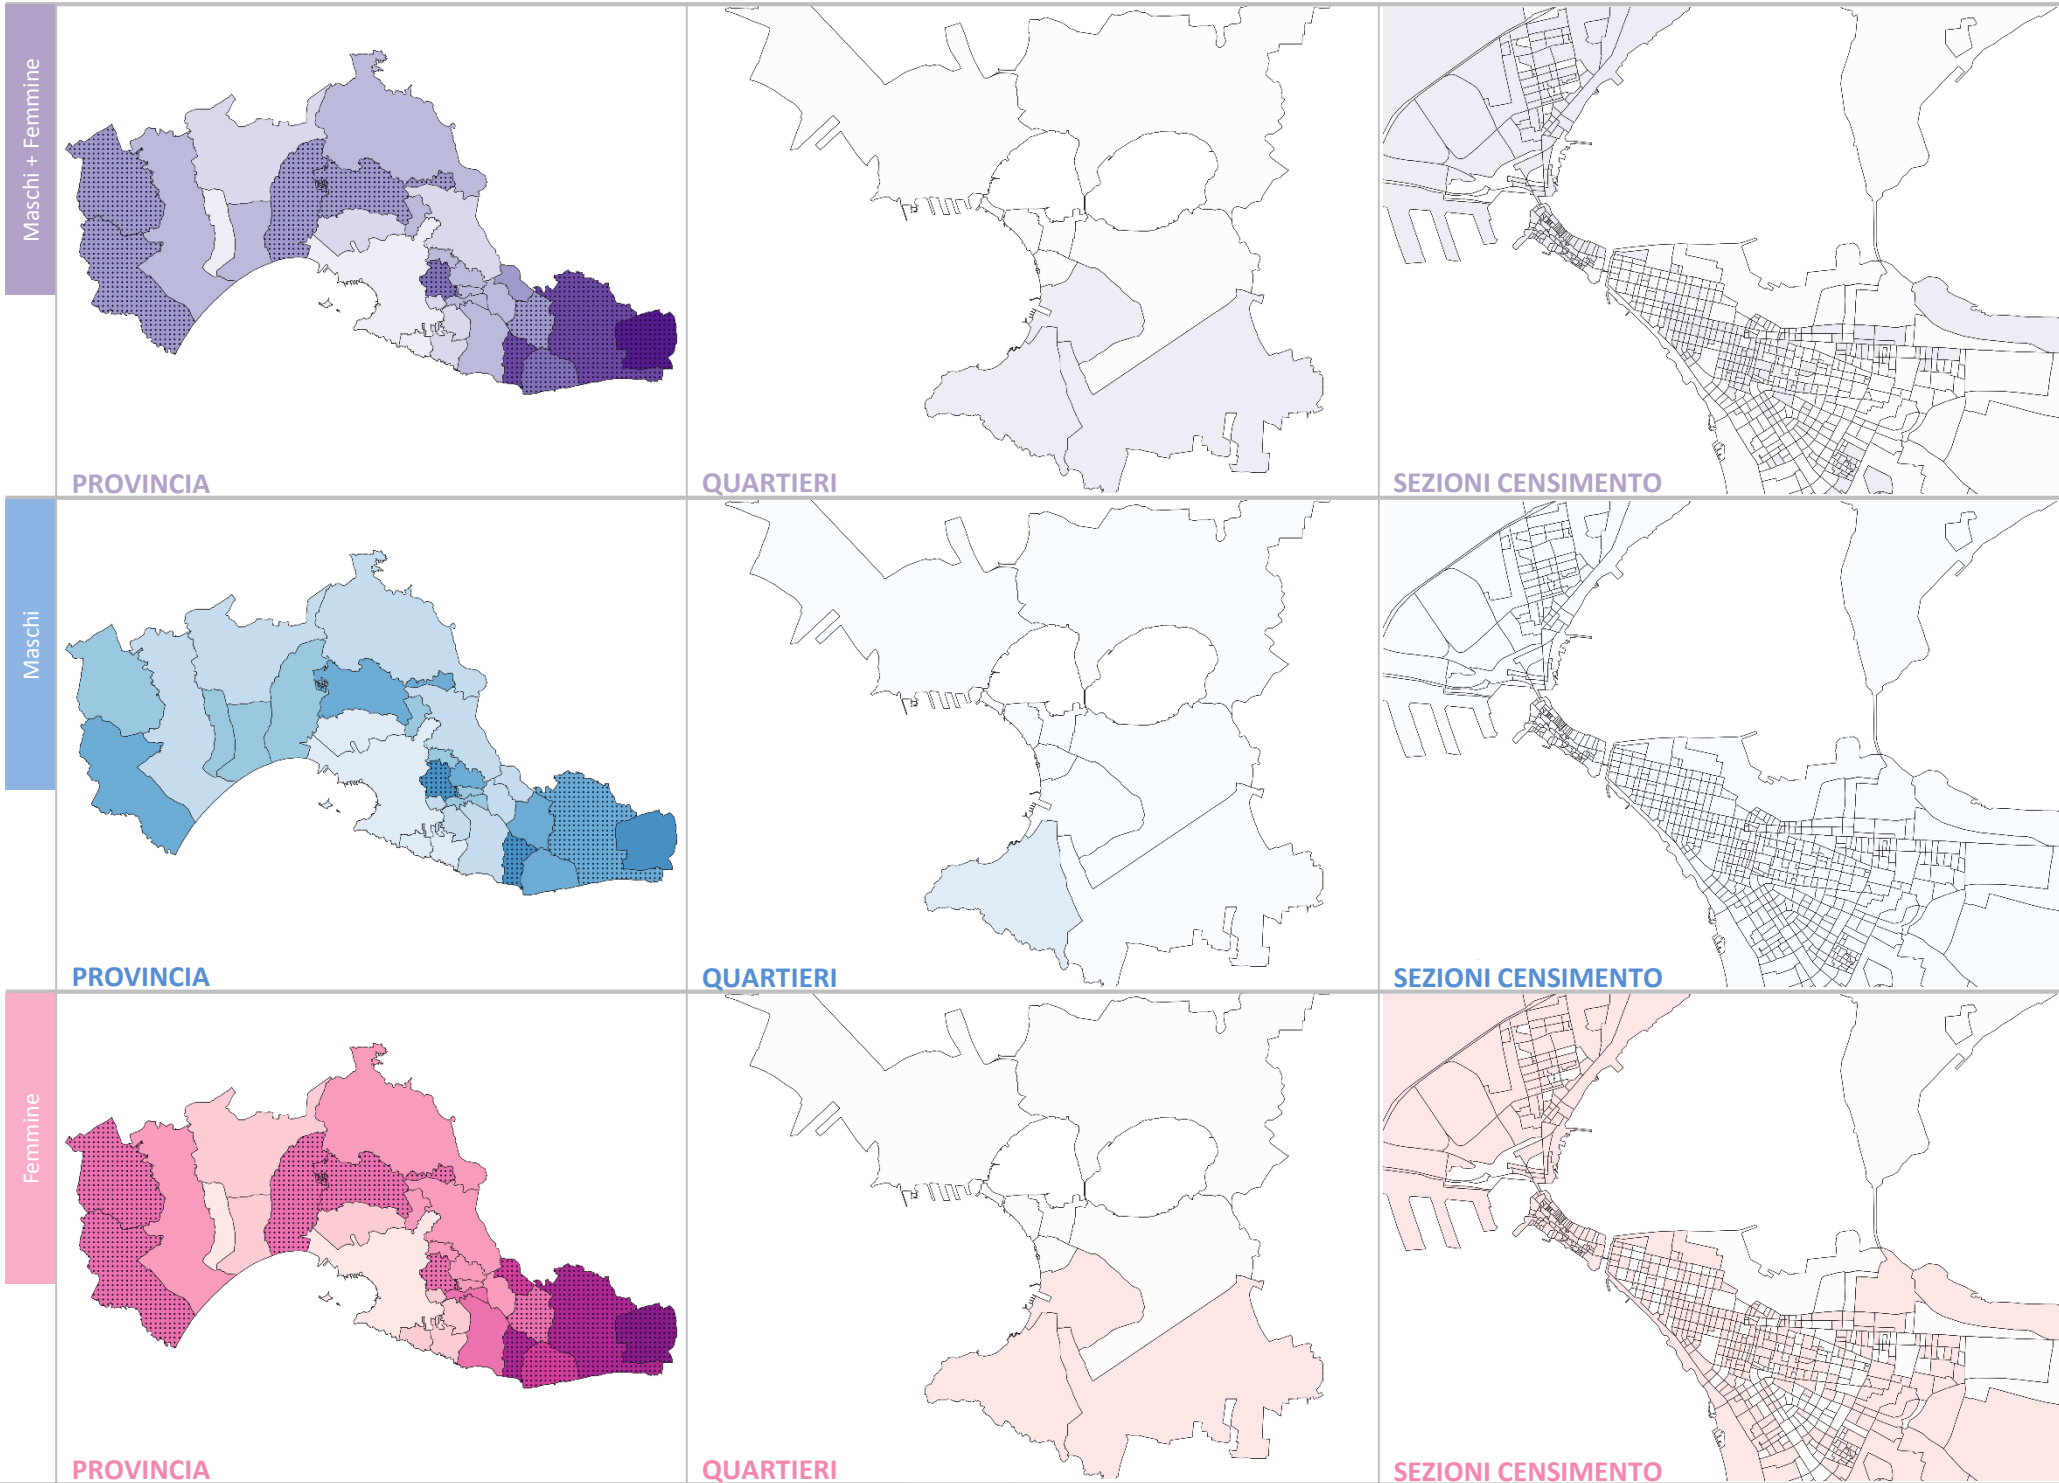 Maschi + Femmine
PROVINCIA
QUARTIERI
SEZIONI CENSIMENTO
Maschi
PROVINCIA
QUARTIERI
SEZIONI CENSIMENTO
Femmine
PROVINCIA
QUARTIERI
SEZIONI CENSIMENTO